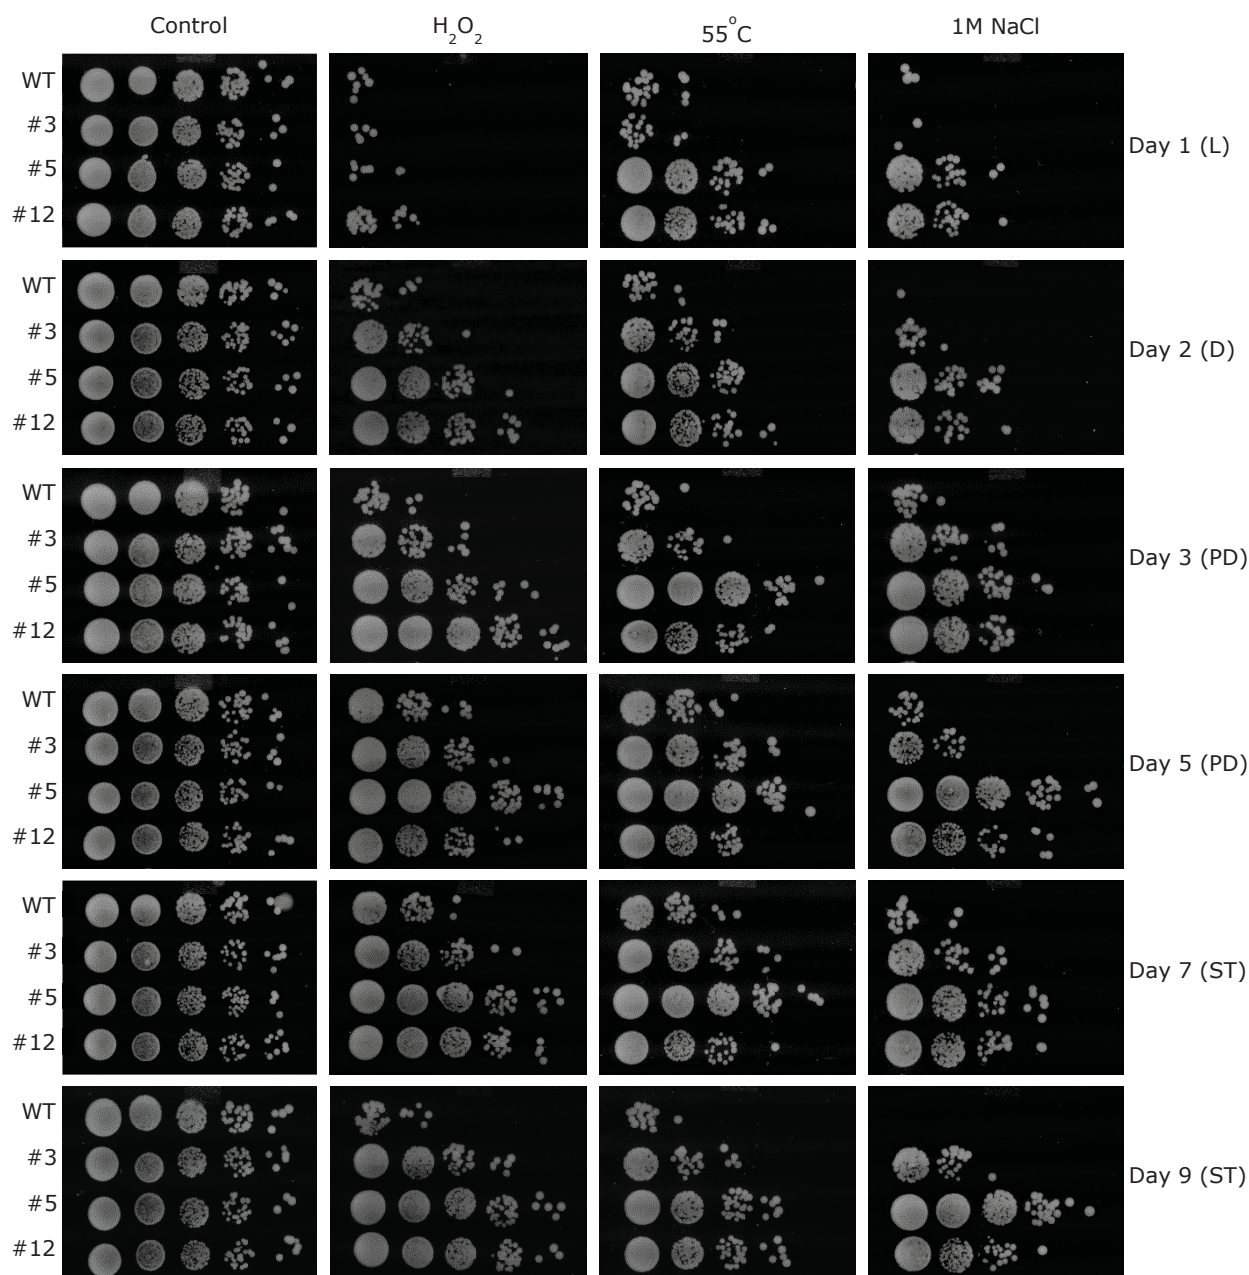 Control H₂O₂ 55°C 1M NaCl
WT
#3
#5
#12
Day 1 (L)
WT
#3
#5
#12
Day 2 (D)
WT
#3
#5
#12
Day 3 (PD)
WT
#3
#5
#12
Day 5 (PD)
WT
#3
#5
#12
Day 7 (ST)
WT
#3
#5
#12
Day 9 (ST)